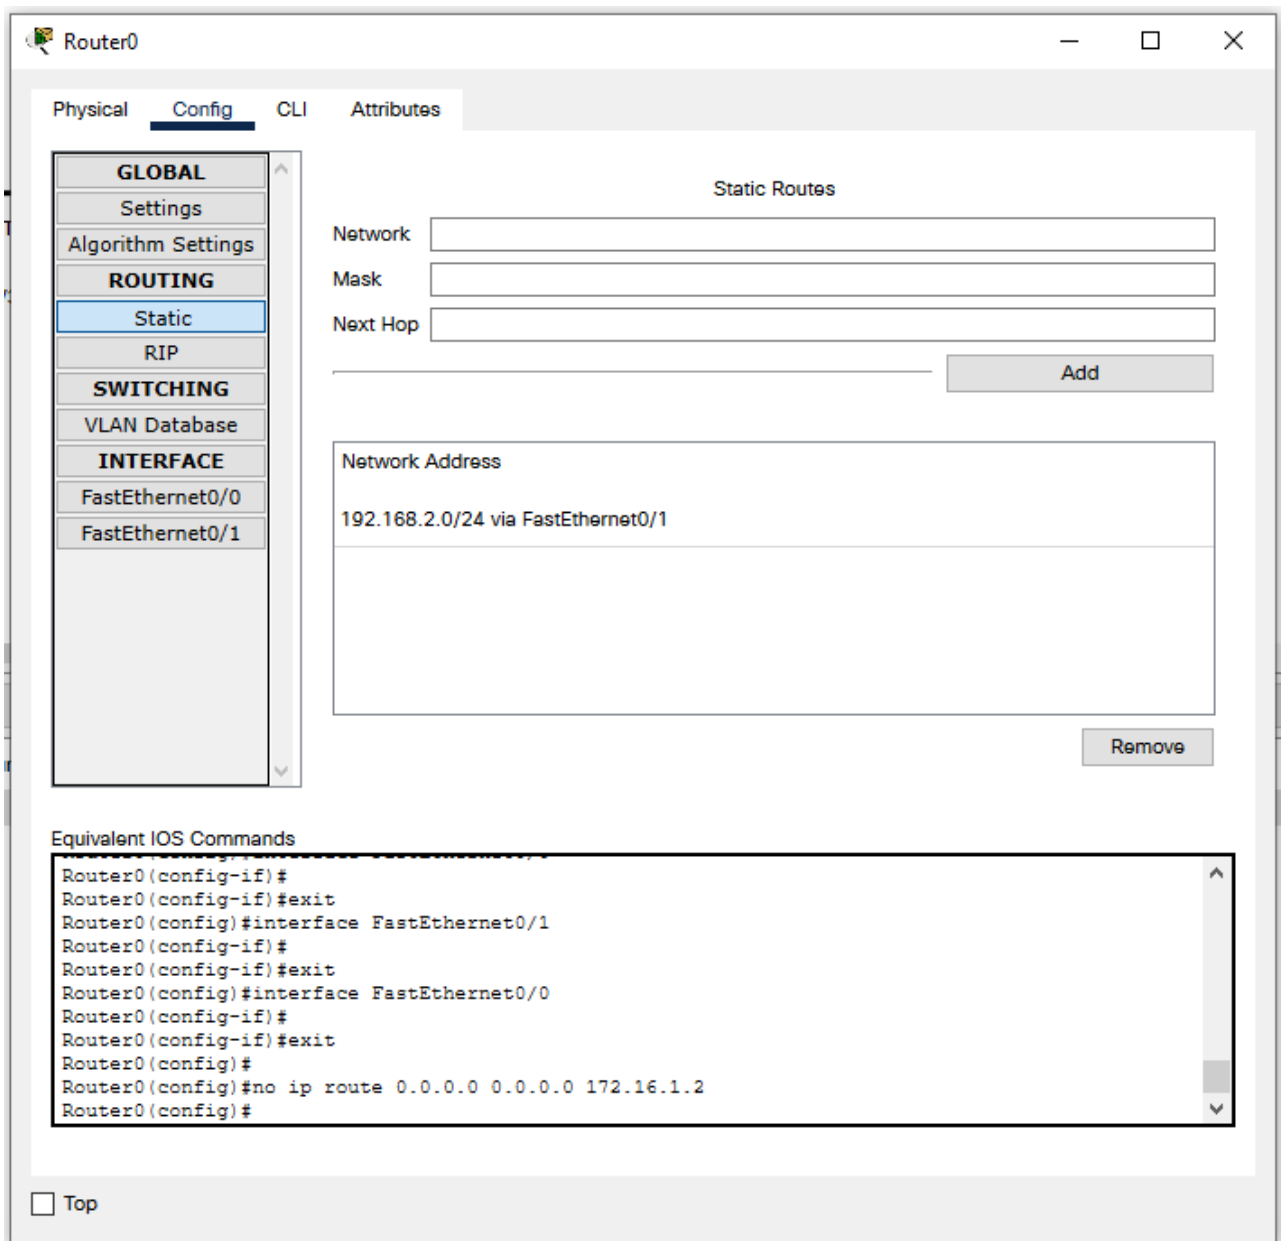 Router0
Physical Config CLI Attributes
GLOBAL
Settings
Algorithm Settings
ROUTING
Static
RIP
SWITCHING
VLAN Database
INTERFACE
FastEthernet0/0
FastEthernet0/1
Static Routes
Network
Mask
Next Hop
Add
Network Address
192.168.2.0/24 via FastEthernet0/1
Remove
Equivalent IOS Commands
Router0(config-if)#
Router0(config-if)#exit
Router0(config)#interface FastEthernet0/1
Router0(config-if)#
Router0(config-if)#exit
Router0(config)#interface FastEthernet0/0
Router0(config-if)#
Router0(config-if)#exit
Router0(config)#
Router0(config)#no ip route 0.0.0.0 0.0.0.0 172.16.1.2
Router0(config)#
Top